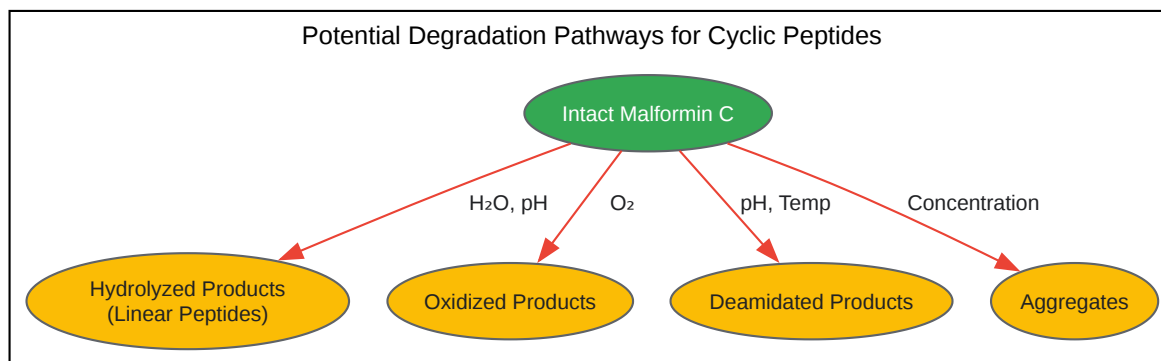 Potential Degradation Pathways for Cyclic Peptides
Intact Malformin C
H₂O, pH
O₂
pH, Temp
Concentration
Hydrolyzed Products
(Linear Peptides)
Oxidized Products
Deamidated Products
Aggregates